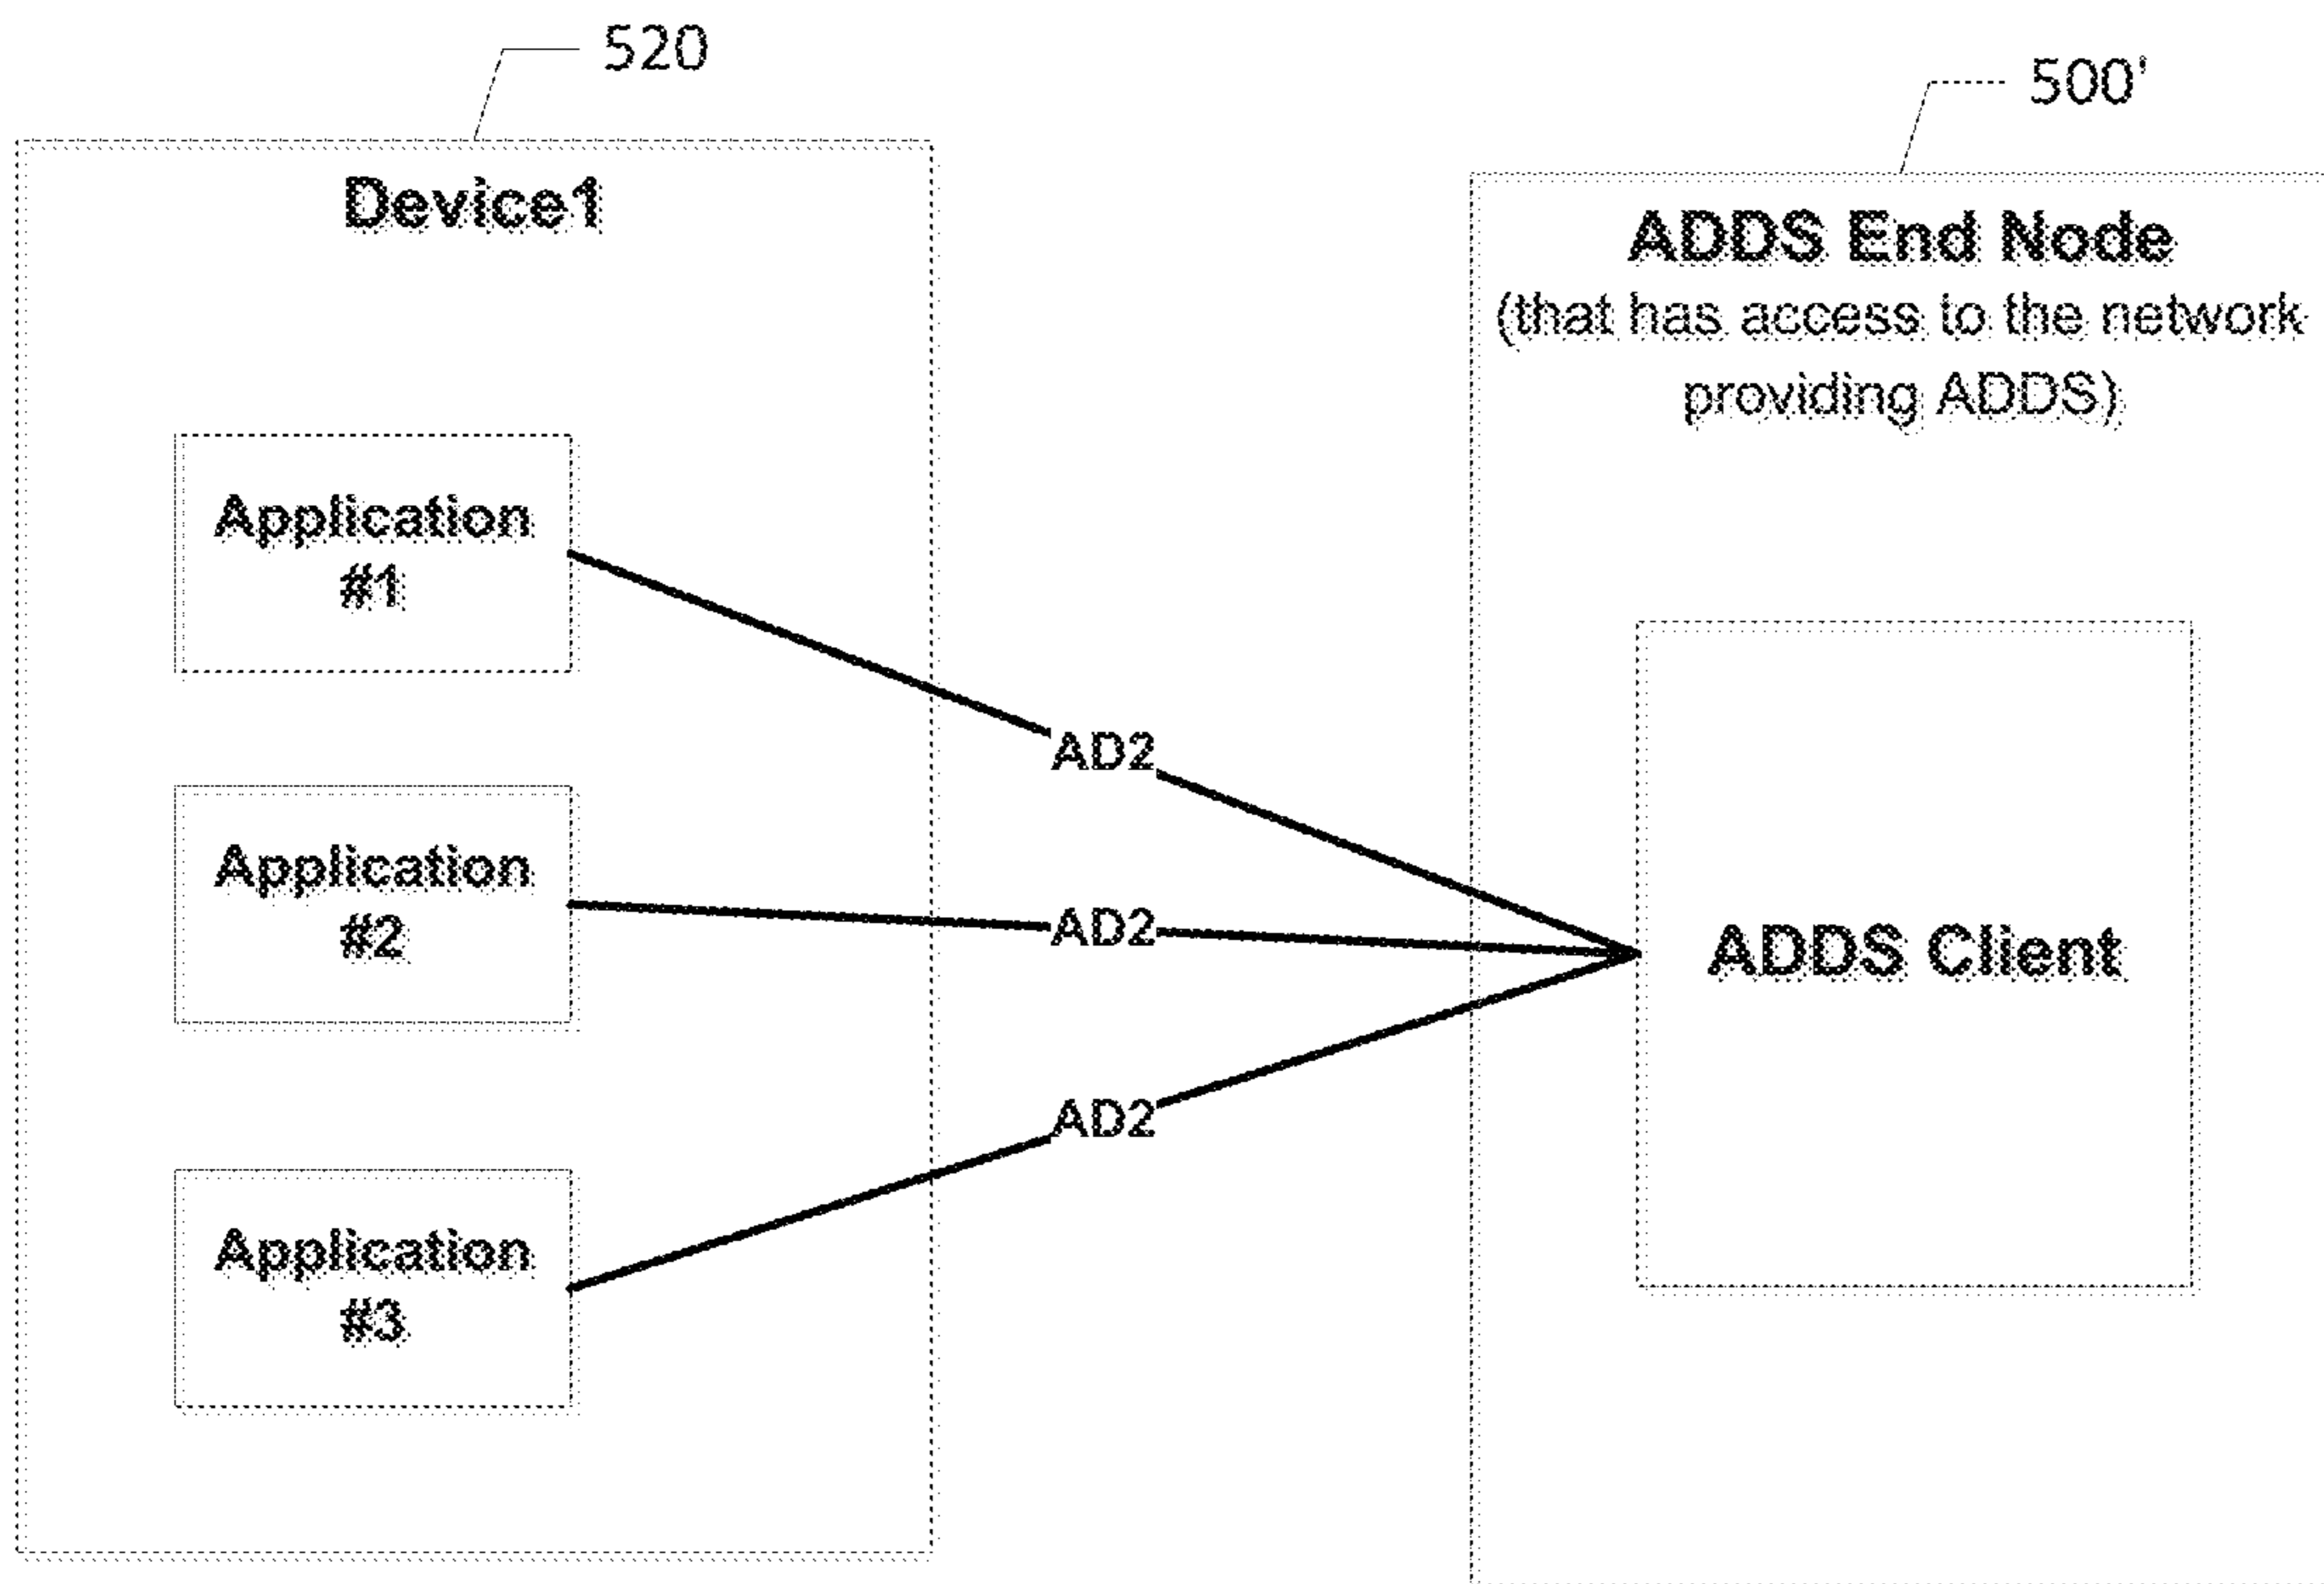 520
500'
Device1
ADDS End Node
(that has access to the network
providing ADDS)
Application
#1
AD2
Application
#2
AD2
ADDS Client
AD2
Application
#3